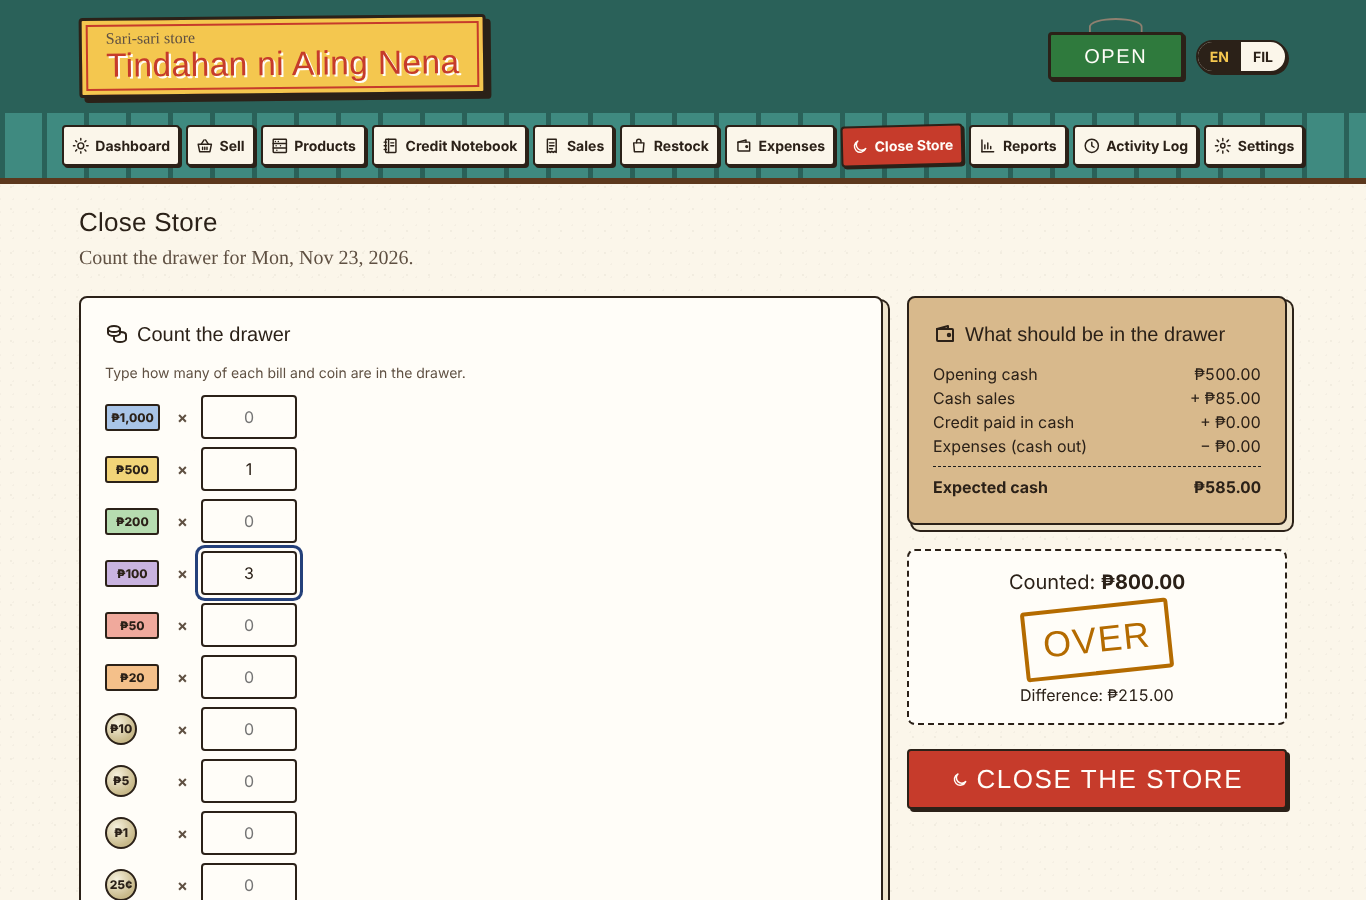 Sari-sari store
Tindahan ni Aling Nena
OPEN
EN FIL
Dashboard Sell Products Credit Notebook Sales Restock Expenses Close Store Reports Activity Log Settings
Close Store
Count the drawer for Mon, Nov 23, 2026.
Count the drawer
Type how many of each bill and coin are in the drawer.
₱1,000 × 0
₱500 × 1
₱200 × 0
₱100 × 3
₱50 × 0
₱20 × 0
₱10 × 0
₱5 × 0
₱1 × 0
25¢ × 0
What should be in the drawer
Opening cash ₱500.00
Cash sales + ₱85.00
Credit paid in cash + ₱0.00
Expenses (cash out) − ₱0.00
Expected cash ₱585.00
Counted: ₱800.00
OVER
Difference: ₱215.00
CLOSE THE STORE